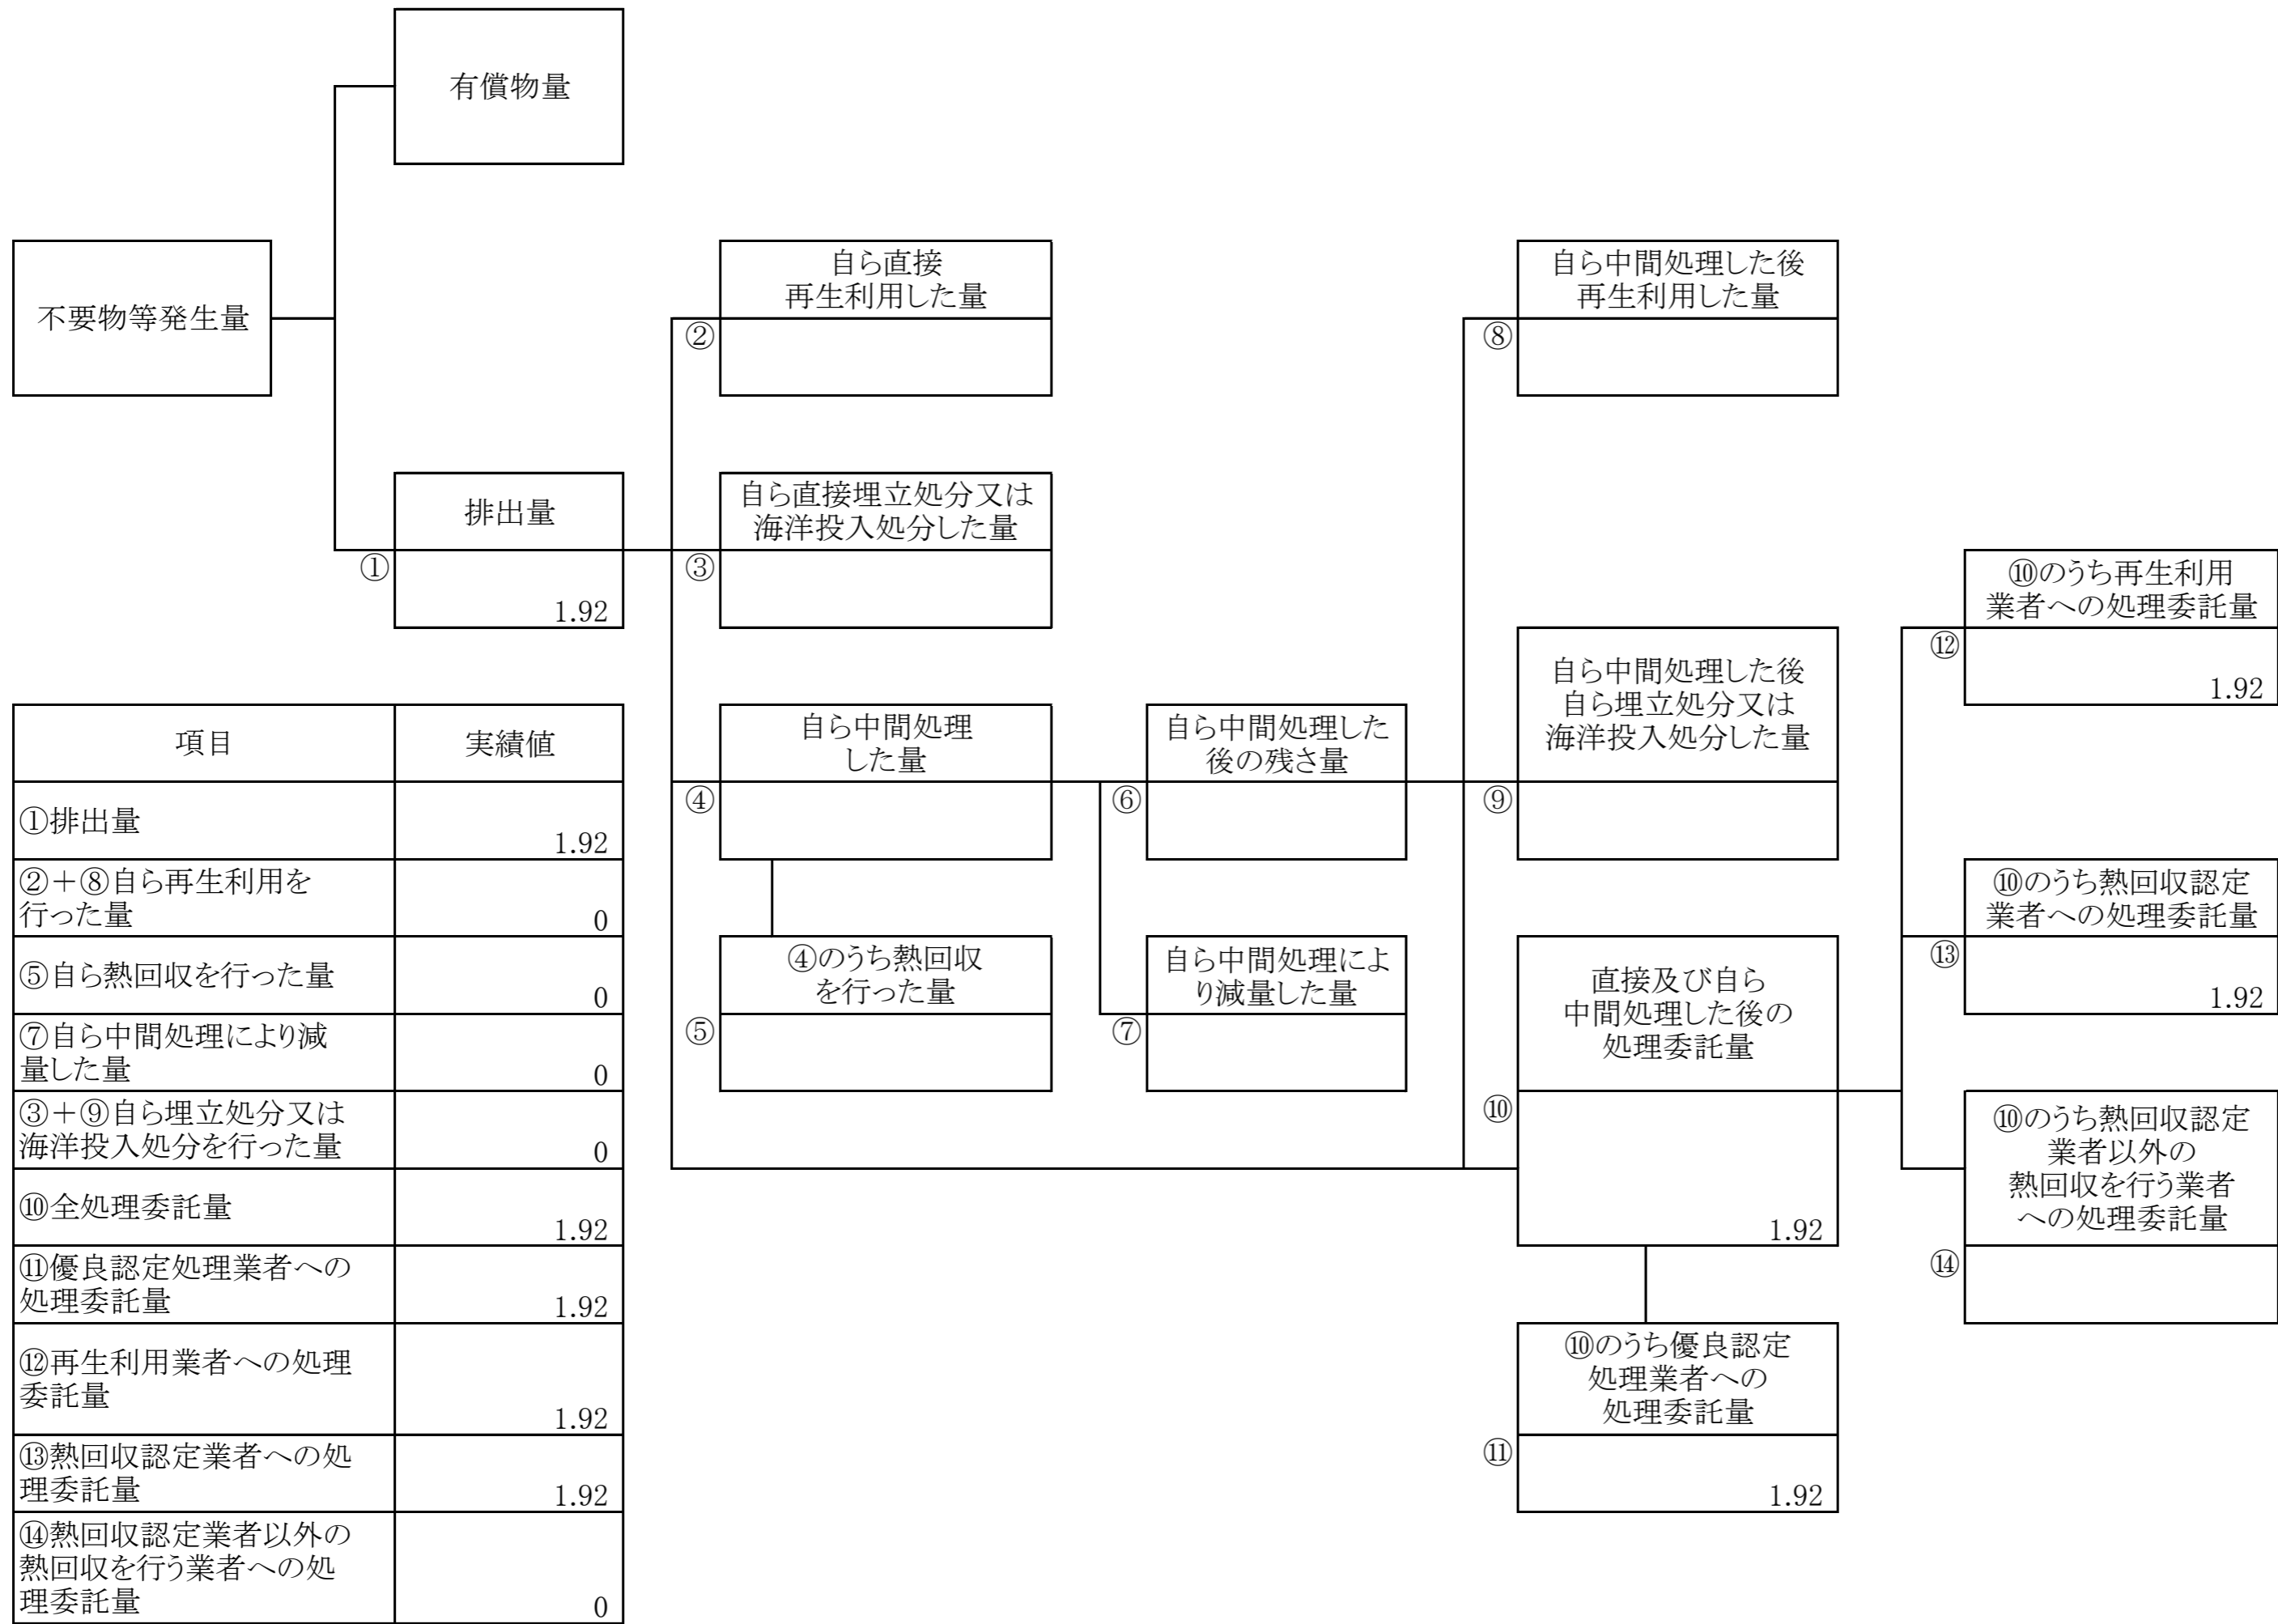 有償物量
不要物等発生量
自ら直接
再生利用した量
②
自ら中間処理した後
再生利用した量
⑧
排出量
①
1.92
自ら直接埋立処分又は
海洋投入処分した量
③
⑩のうち再生利用
業者への処理委託量
⑫
1.92
自ら中間処理
した量
④
自ら中間処理した
後の残さ量
⑥
自ら中間処理した後
自ら埋立処分又は
海洋投入処分した量
⑨
⑩のうち熱回収認定
業者への処理委託量
⑬
1.92
④のうち熱回収
を行った量
⑤
自ら中間処理によ
り減量した量
⑦
直接及び自ら
中間処理した後の
処理委託量
⑩
1.92
⑩のうち熱回収認定
業者以外の
熱回収を行う業者
への処理委託量
⑭
⑩のうち優良認定
処理業者への
処理委託量
⑪
1.92
項目 実績値
①排出量
1.92
②+⑧自ら再生利用を
行った量
0
⑤自ら熱回収を行った量
0
⑦自ら中間処理により減
量した量
0
③+⑨自ら埋立処分又は
海洋投入処分を行った量
0
⑩全処理委託量
1.92
⑪優良認定処理業者への
処理委託量
1.92
⑫再生利用業者への処理
委託量
1.92
⑬熱回収認定業者への処
理委託量
1.92
⑭熱回収認定業者以外の
熱回収を行う業者への処
理委託量
0